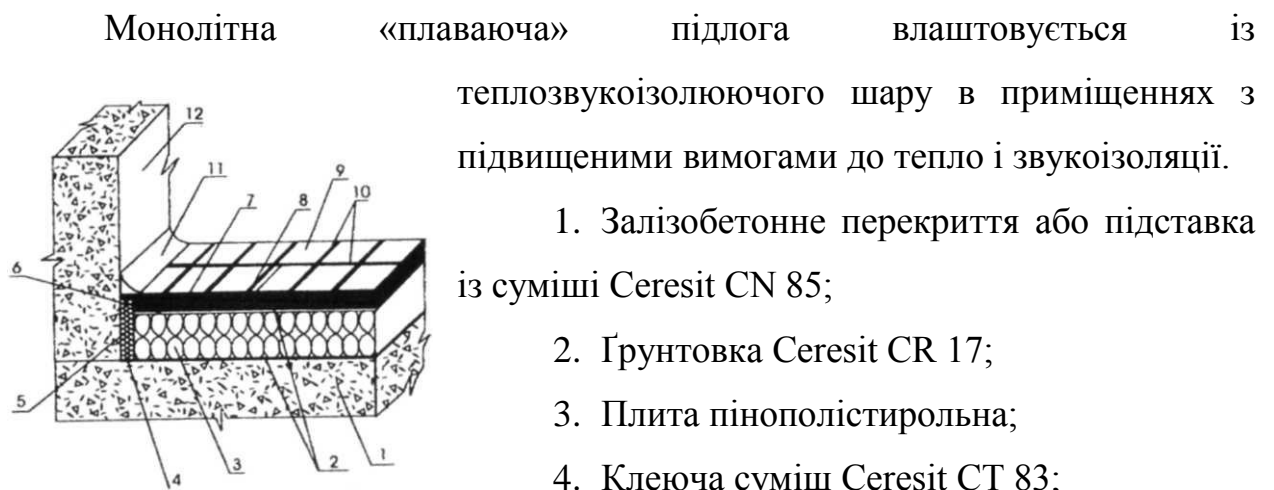 Монолітна «плаваюча» підлога влаштовується із
теплозвукоізолюючого шару в приміщеннях з
підвищеними вимогами до тепло і звукоізоляції.
1. Залізобетонне перекриття або підставка
із суміші Ceresit CN 85;
2. Ґрунтовка Ceresit CR 17;
3. Плита пінополістирольна;
4. Клеюча суміш Ceresit CT 83;
12
11
7
8
9
10
6
5
4
3
2
1